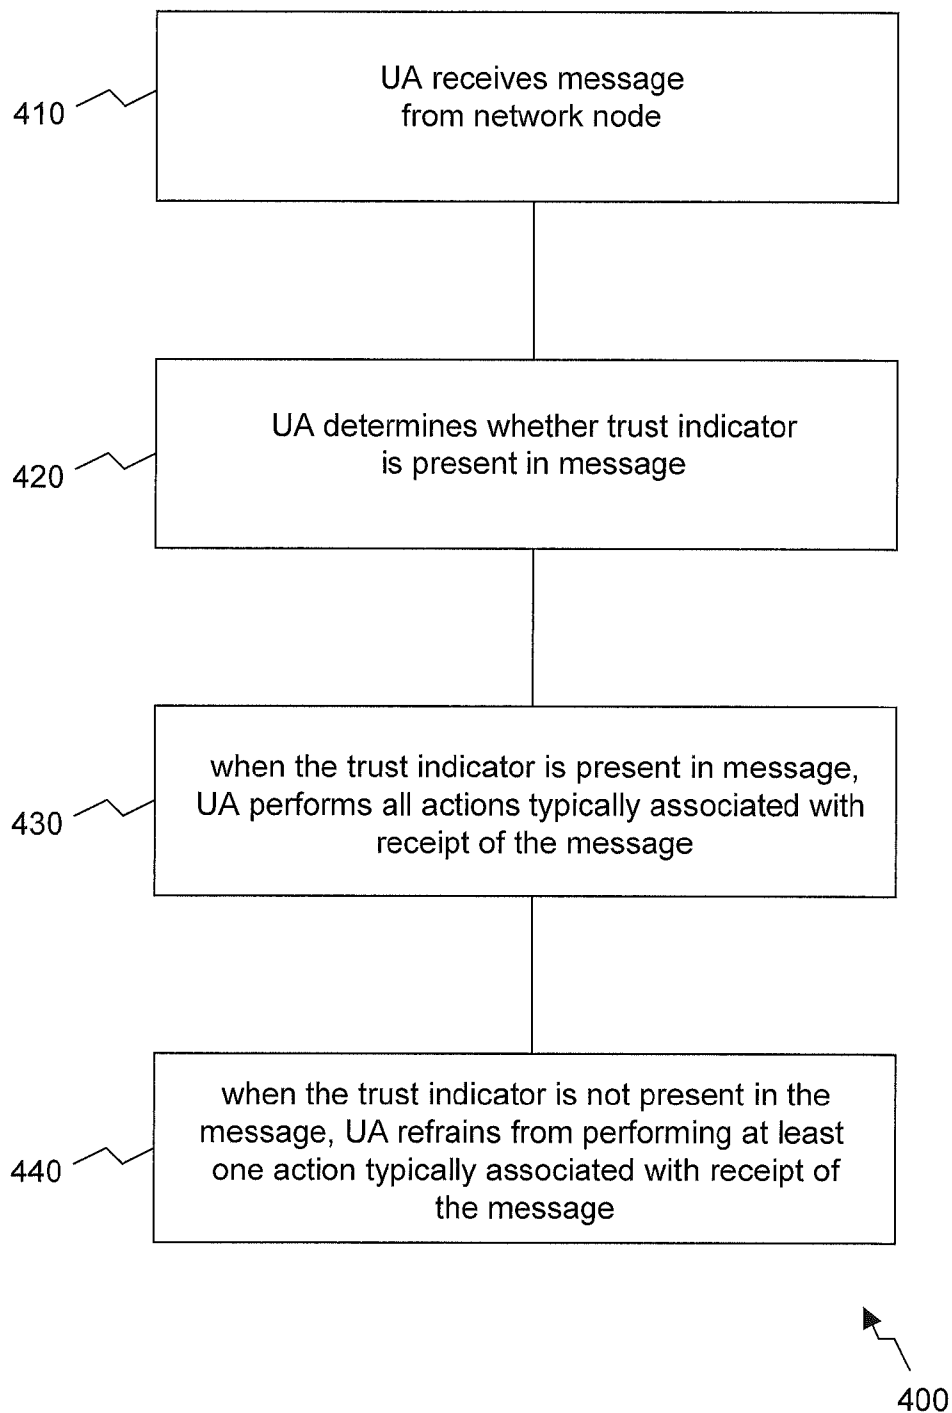 UA receives message
from network node
410
UA determines whether trust indicator
is present in message
420
when the trust indicator is present in message,
UA performs all actions typically associated with
receipt of the message
430
when the trust indicator is not present in the
message, UA refrains from performing at least
one action typically associated with receipt of
the message
440
400